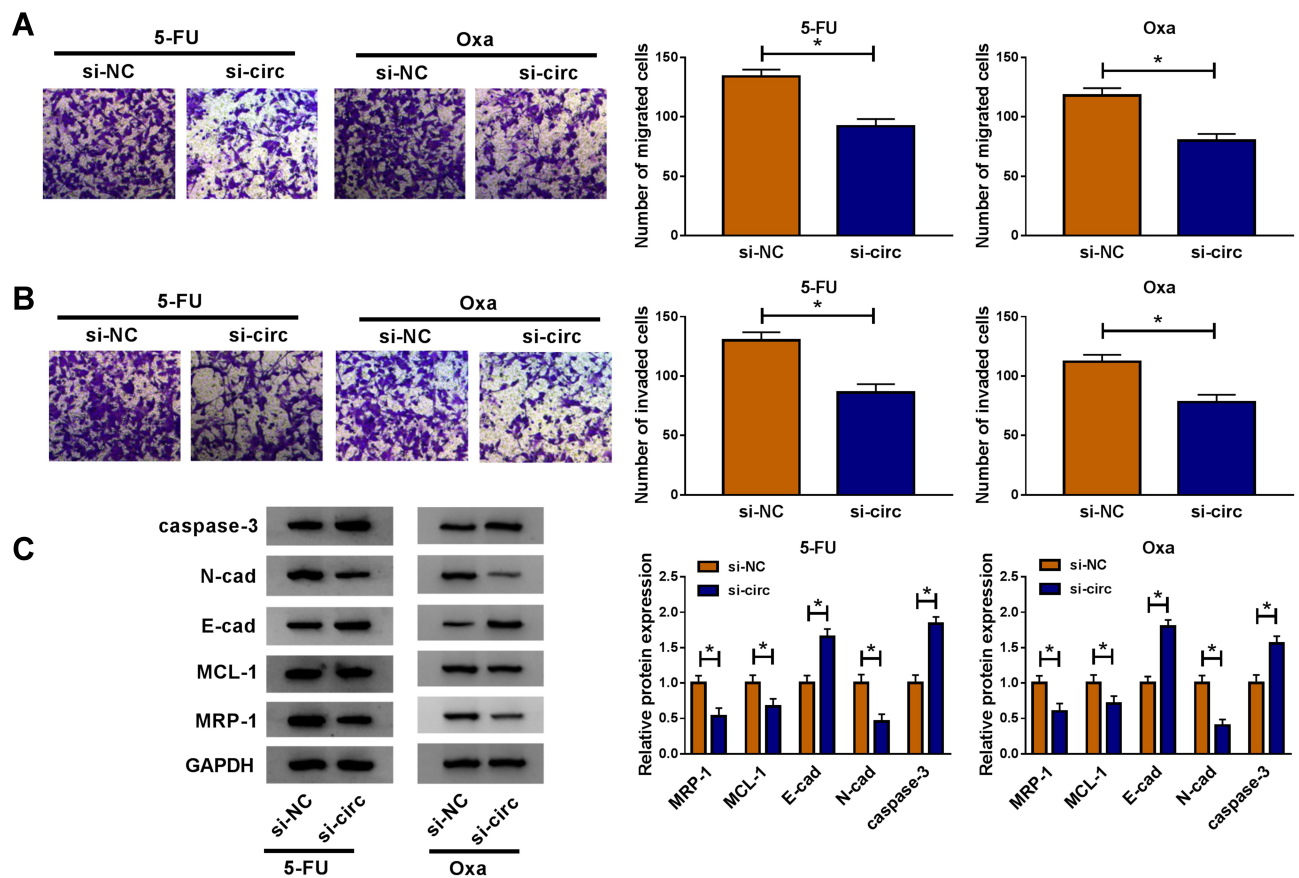 A
5-FU
Oxa
si-NC
si-circ
si-NC
si-circ
5-FU
*
Number of migrated cells
150
100
50
0
si-NC
si-circ
Oxa
*
Number of migrated cells
150
100
50
0
si-NC
si-circ
B
5-FU
Oxa
si-NC
si-circ
si-NC
si-circ
5-FU
*
Number of invaded cells
150
100
50
0
si-NC
si-circ
Oxa
*
Number of invaded cells
150
100
50
0
si-NC
si-circ
C
caspase-3
N-cad
E-cad
MCL-1
MRP-1
GAPDH
si-NC
si-circ
si-NC
si-circ
5-FU
Oxa
5-FU
si-NC
si-circ
Relative protein expression
2.5
2.0
1.5
1.0
0.5
0.0
*
*
*
*
*
MRP-1
MCL-1
E-cad
N-cad
caspase-3
Oxa
si-NC
si-circ
Relative protein expression
2.5
2.0
1.5
1.0
0.5
0.0
*
*
*
*
*
MRP-1
MCL-1
E-cad
N-cad
caspase-3